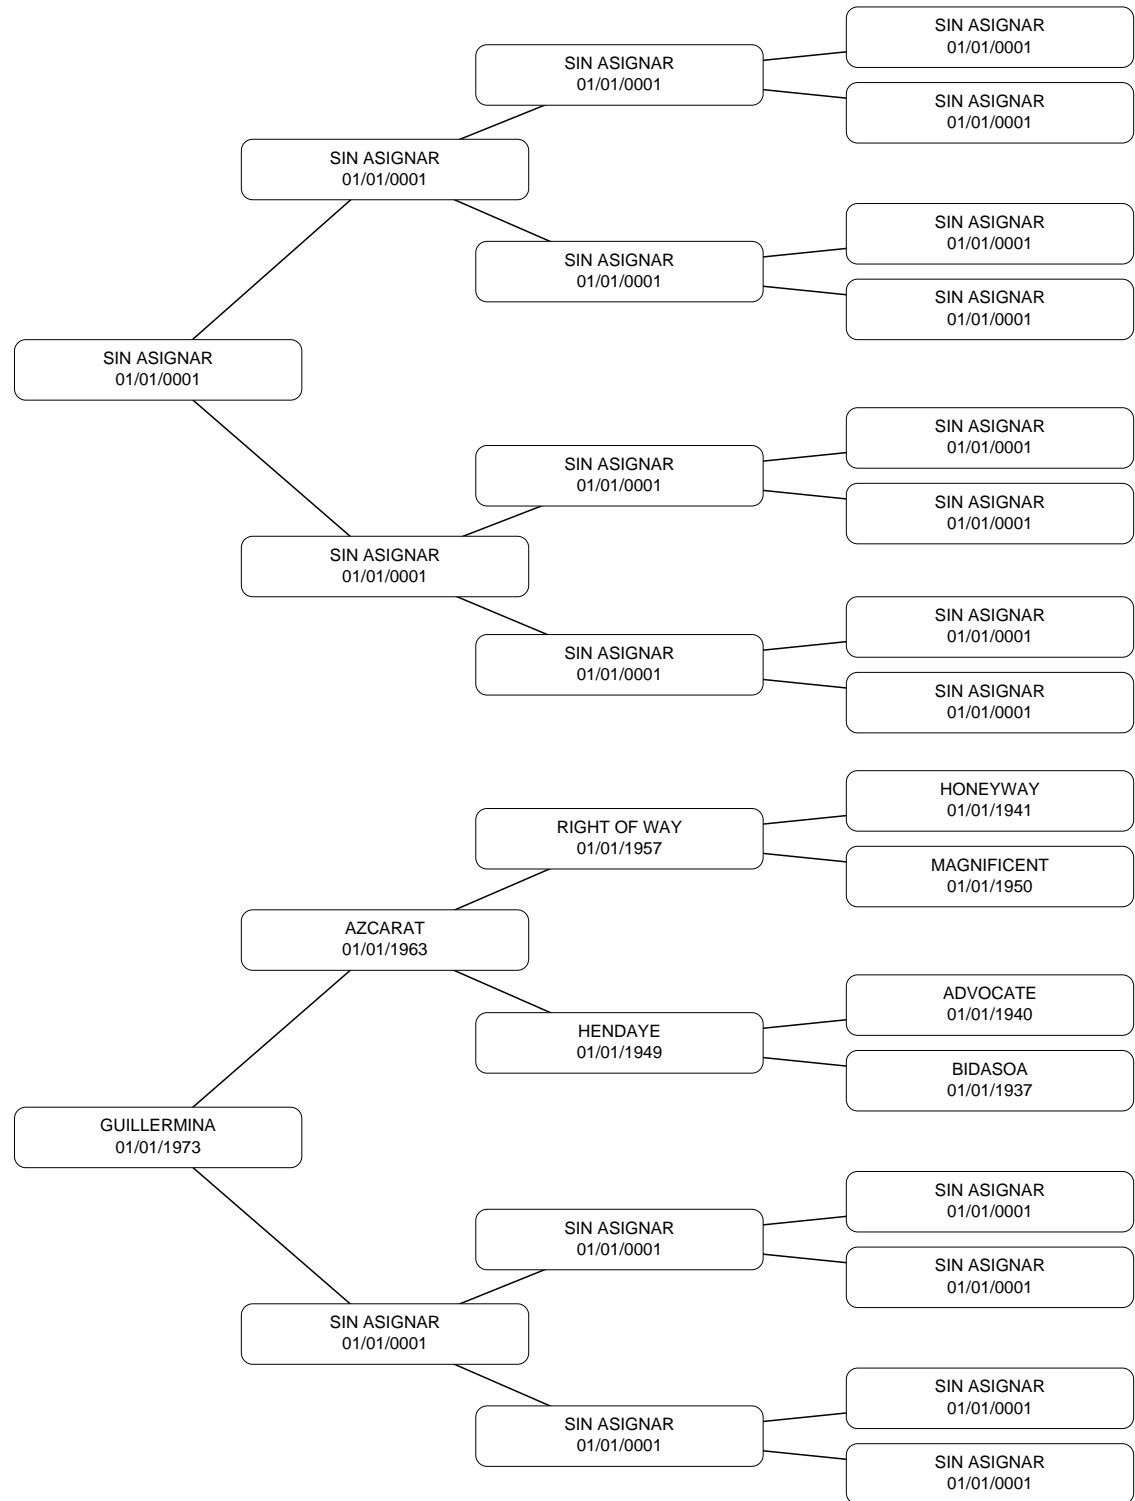 SIN ASIGNAR
01/01/0001
SIN ASIGNAR
01/01/0001
SIN ASIGNAR
01/01/0001
SIN ASIGNAR
01/01/0001
SIN ASIGNAR
01/01/0001
SIN ASIGNAR
01/01/0001
SIN ASIGNAR
01/01/0001
SIN ASIGNAR
01/01/0001
SIN ASIGNAR
01/01/0001
SIN ASIGNAR
01/01/0001
SIN ASIGNAR
01/01/0001
SIN ASIGNAR
01/01/0001
SIN ASIGNAR
01/01/0001
SIN ASIGNAR
01/01/0001
SIN ASIGNAR
01/01/0001
HONEYWAY
01/01/1941
RIGHT OF WAY
01/01/1957
MAGNIFICENT
01/01/1950
AZCARAT
01/01/1963
ADVOCATE
01/01/1940
HENDAYE
01/01/1949
BIDASOA
01/01/1937
GUILLERMINA
01/01/1973
SIN ASIGNAR
01/01/0001
SIN ASIGNAR
01/01/0001
SIN ASIGNAR
01/01/0001
SIN ASIGNAR
01/01/0001
SIN ASIGNAR
01/01/0001
SIN ASIGNAR
01/01/0001
SIN ASIGNAR
01/01/0001